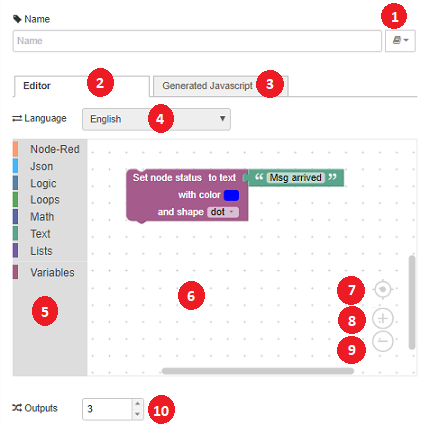 Name
1
Name
Editor
2
Generated Javascript
3
Language
English
4
Node-Red
Json
Logic
Loops
Math
Text
Lists
Variables
5
Set node status to text “ Msg arrived ”
with color
and shape dot
6
7
8
9
Outputs
3
10